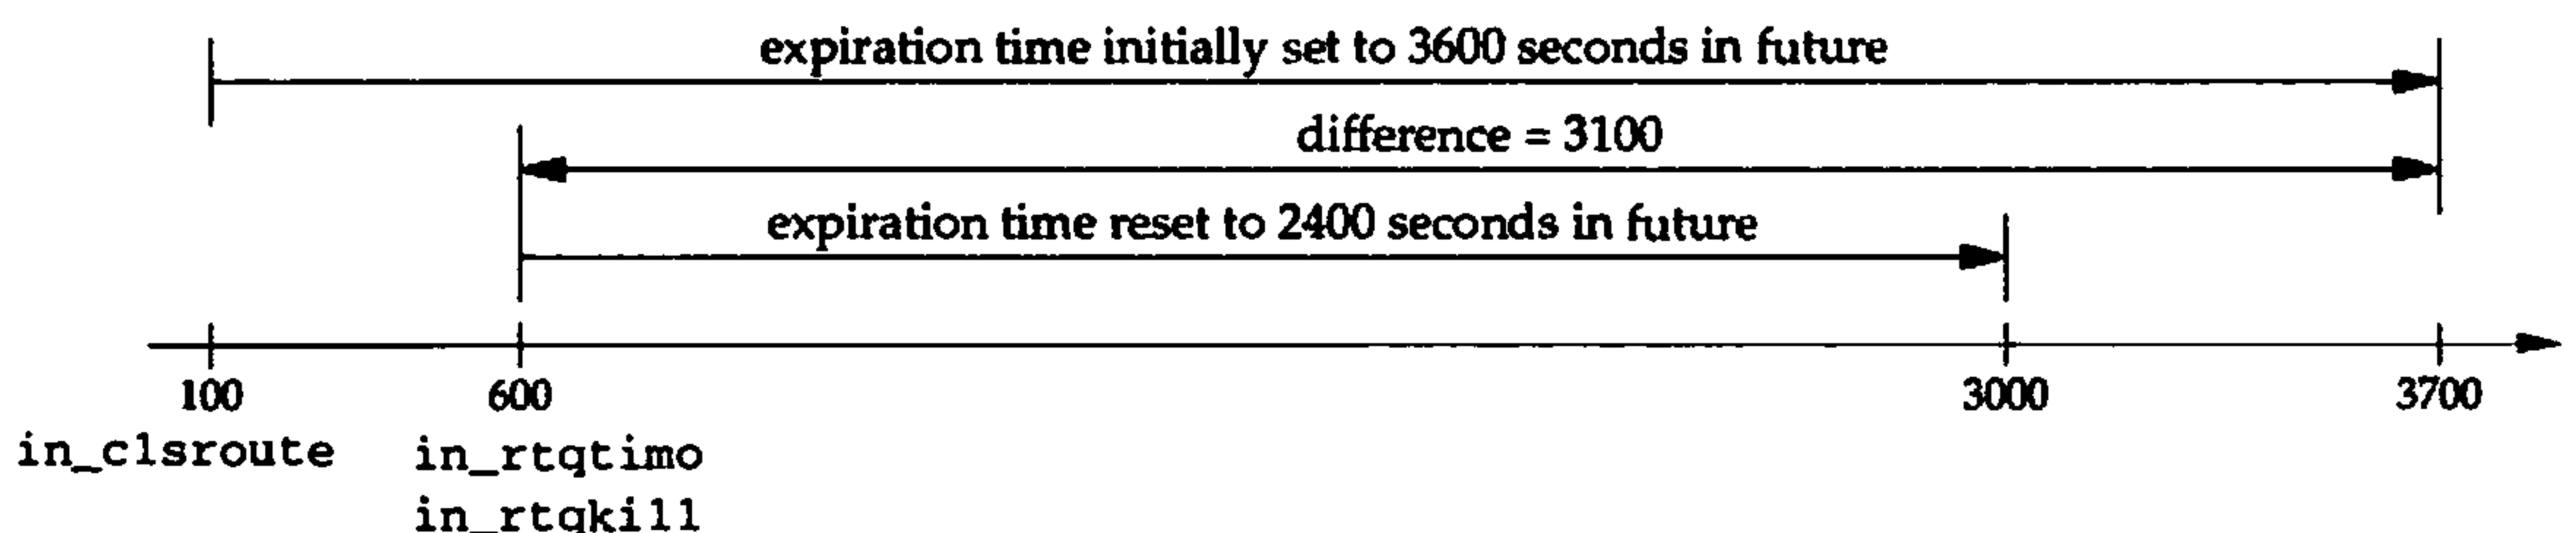 expiration time initially set to 3600 seconds in future
difference = 3100
expiration time reset to 2400 seconds in future
100 600 3000 3700
in_clsroute in_rtqtimo
in_rtqkill